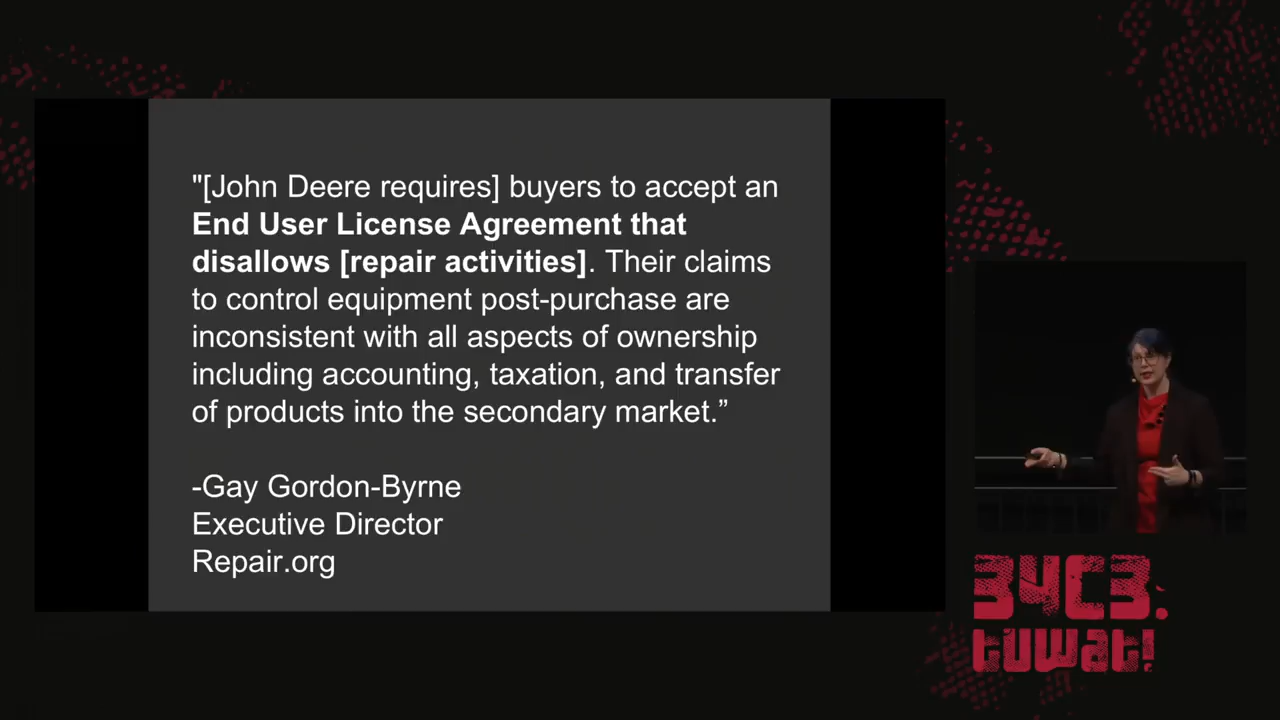 "[John Deere requires] buyers to accept an
End User License Agreement that
disallows [repair activities]. Their claims
to control equipment post-purchase are
inconsistent with all aspects of ownership
including accounting, taxation, and transfer
of products into the secondary market.”
-Gay Gordon-Byrne
Executive Director
Repair.org
34C3.
tuwat!